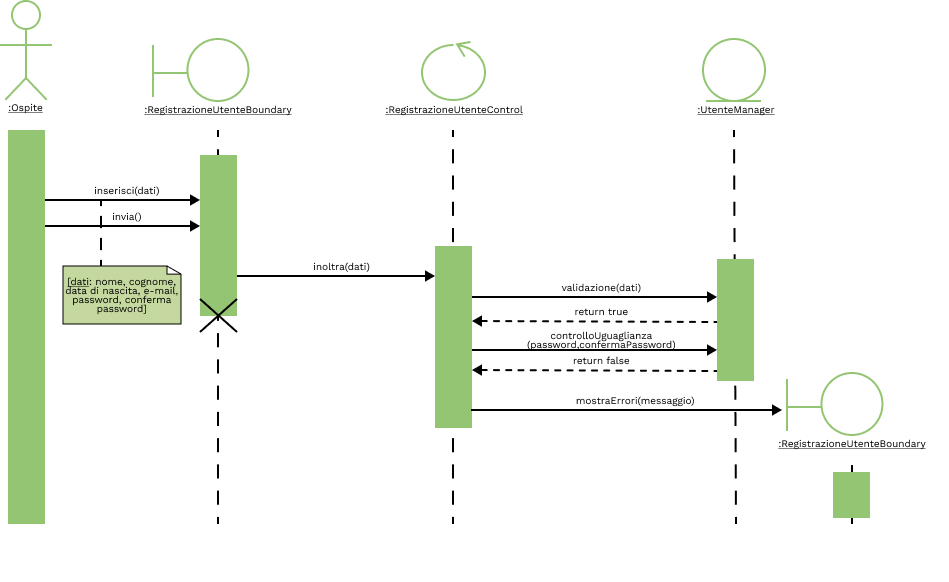 :Ospite
:RegistrazioneUtenteBoundary
:RegistrazioneUtenteControl
:UtenteManager
inserisci(dati)
invia()
[dati: nome, cognome,
data di nascita, e-mail,
password, conferma
password]
inoltra(dati)
validazione(dati)
return true
controlloUguaglianza
(password,confermaPassword)
return false
mostraErrori(messaggio)
:RegistrazioneUtenteBoundary